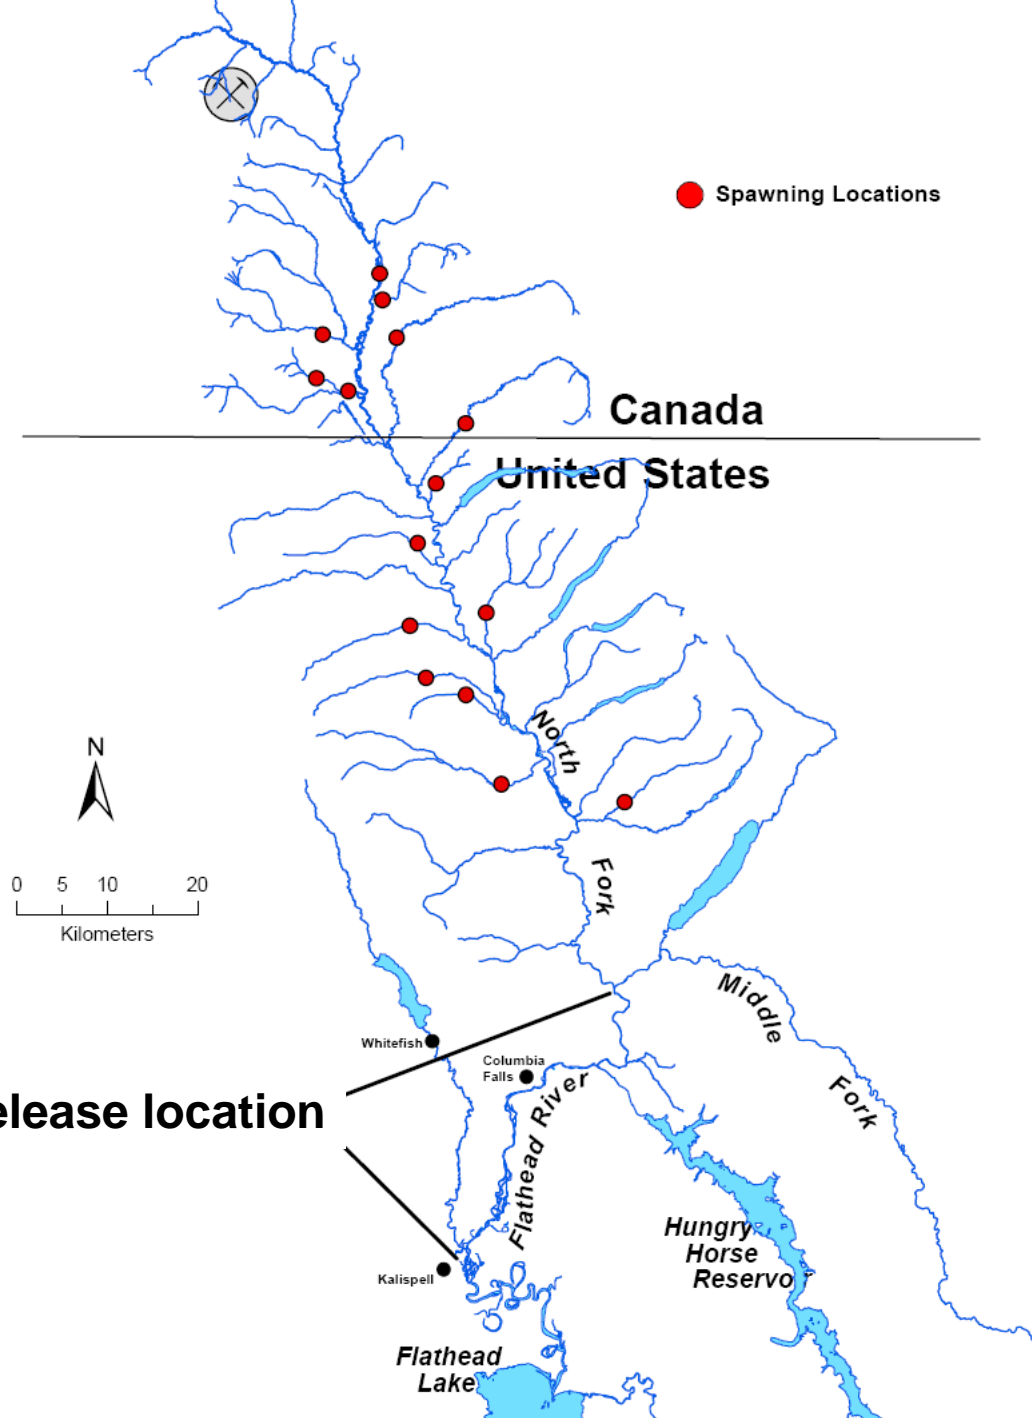 Spawning Locations
Canada
United States
North
N
0 5 10 20
Kilometers
Fork
Middle
Fork
Whitefish
Columbia
Falls
elease location
Flathead River
Hungry
Horse
Reservo
Kalispell
Flathead
Lake